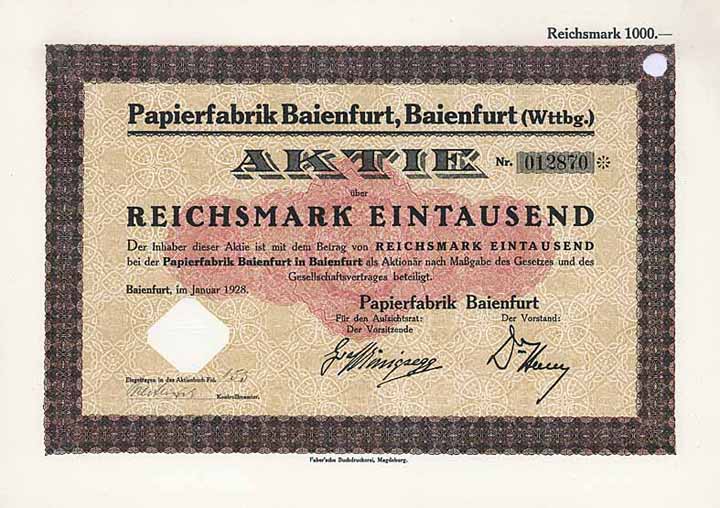 Reichsmark 1000.—
Papierfabrik Baienfurt, Baienfurt (Wttbg.)
AKTIE Nr. 012870 ※
über
REICHSMARK EINTAUSEND
Der Inhaber dieser Aktie ist mit dem Betrag von REICHSMARK EINTAUSEND
bei der Papierfabrik Baienfurt in Baienfurt als Aktionär nach Maßgabe des Gesetzes und des
Gesellschaftsvertrages beteiligt.
Baienfurt, im Januar 1928.
Papierfabrik Baienfurt
Für den Aufsichtsrat: Der Vorstand:
Der Vorsitzende
Eingetragen in das Aktienbuch Fol.
Kontrollbeamter.
Faber'sche Buchdruckerei, Magdeburg.